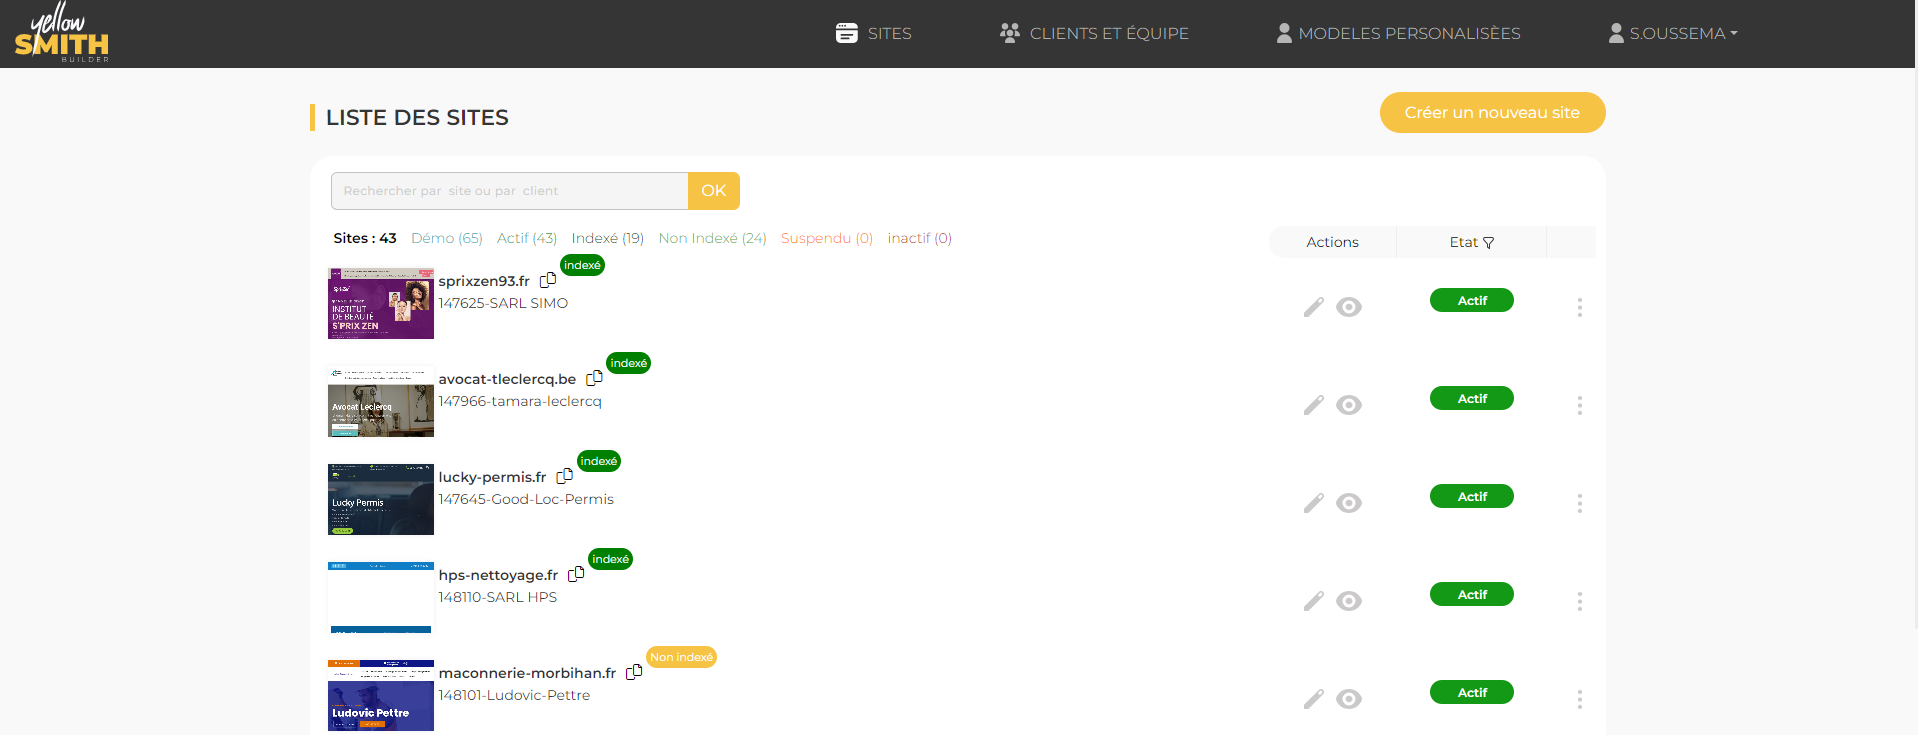 yellow
SMITH
BUILDER
SITES
CLIENTS ET ÉQUIPE
MODELES PERSONALISÈES
S.OUSSEMA
LISTE DES SITES
Créer un nouveau site
Rechercher par site ou par client
OK
Sites : 43 Démo (65) Actif (43) Indexé (19) Non Indexé (24) Suspendu (0) inactif (0)
Actions Etat
sprixzen93.fr indexé
147625-SARL SIMO
INSTITUT
DE BEAUTÉ
S'PRIX ZEN
Actif
avocat-tleclercq.be indexé
147966-tamara-leclercq
Avocat Leclercq
Actif
lucky-permis.fr indexé
147645-Good-Loc-Permis
Lucky Permis
Actif
hps-nettoyage.fr indexé
148110-SARL HPS
Actif
maconnerie-morbihan.fr Non indexé
148101-Ludovic-Pettre
Ludovic Pettre
Actif